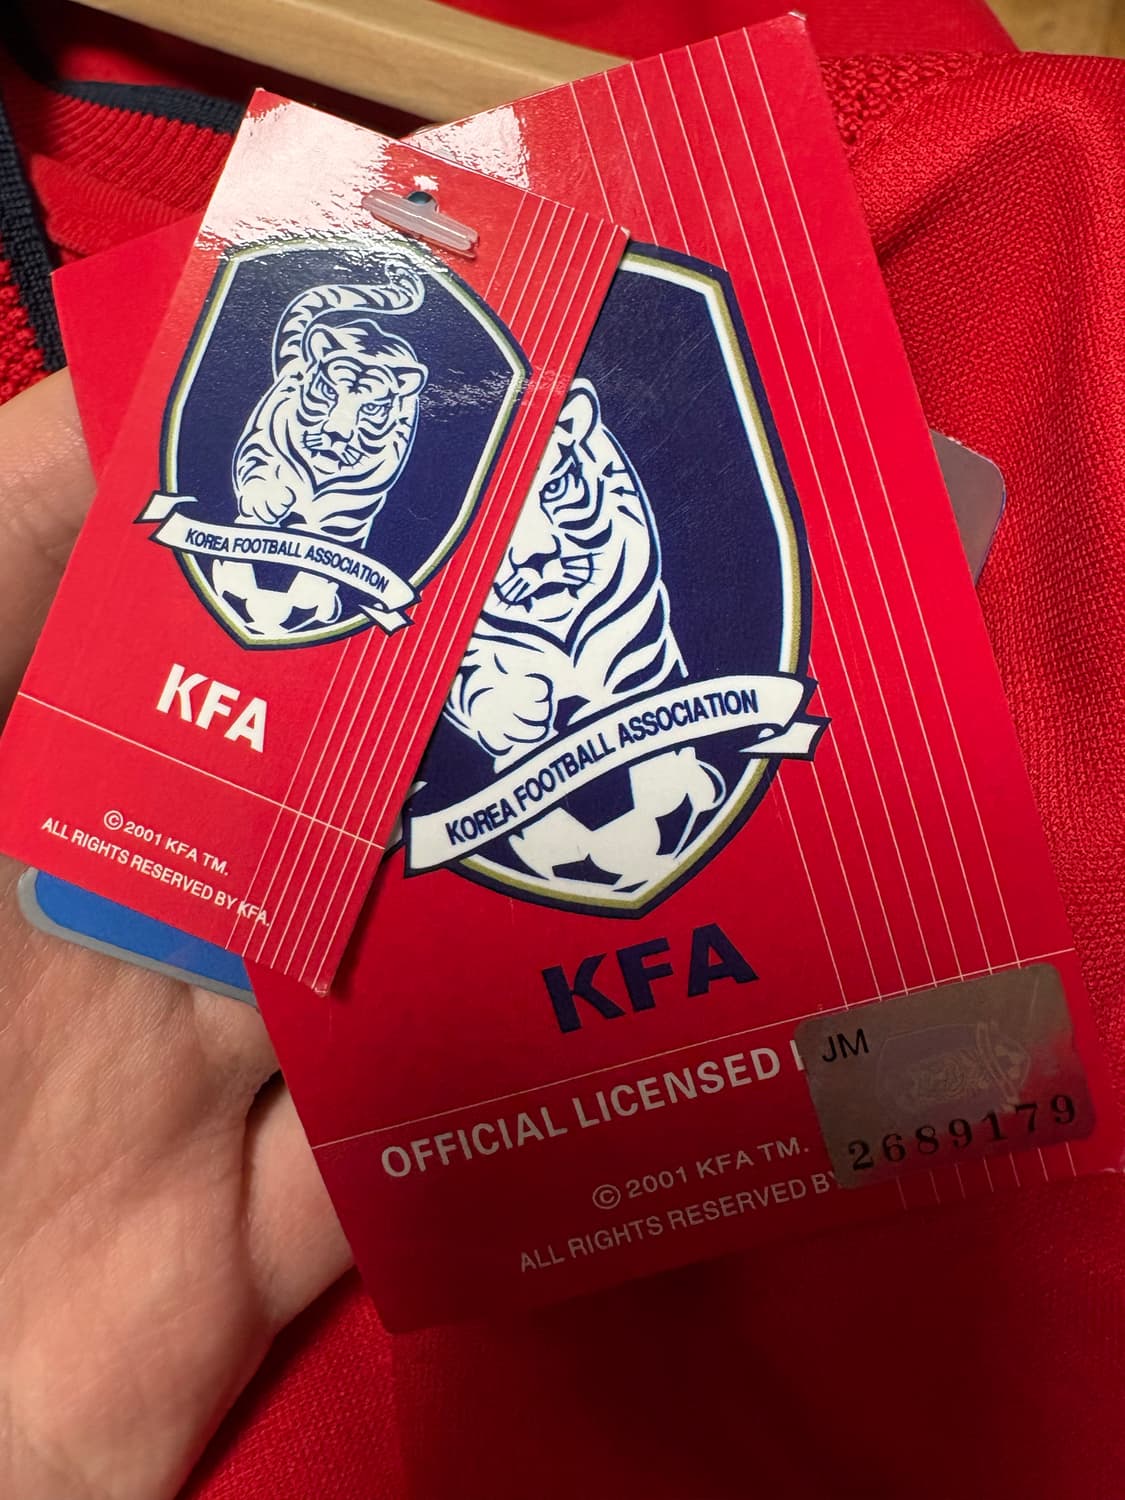 KOREA FOOTBALL ASSOCIATION
KFA
©2001 KFA TM.
ALL RIGHTS RESERVED BY KFA.
KOREA FOOTBALL ASSOCIATION
KFA
OFFICIAL LICENSED
JM
2689179
©2001 KFA TM.
ALL RIGHTS RESERVED BY